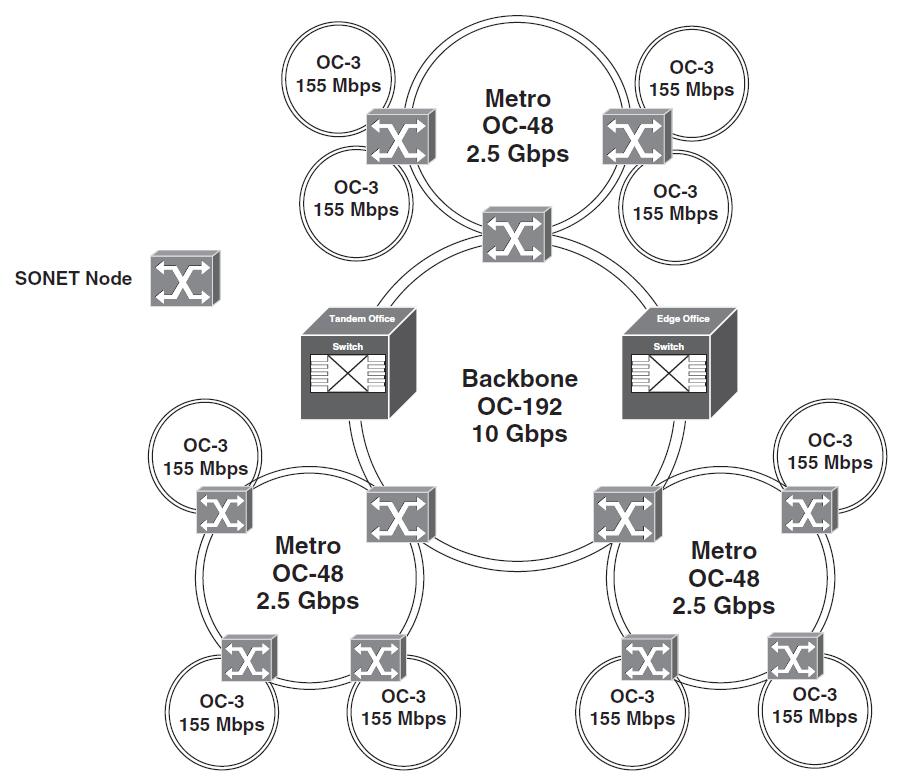 OC-3
155 Mbps
OC-3
155 Mbps
Metro
OC-48
2.5 Gbps
OC-3
155 Mbps
OC-3
155 Mbps
SONET Node
Tandem Office
Switch
Edge Office
Switch
Backbone
OC-192
10 Gbps
OC-3
155 Mbps
Metro
OC-48
2.5 Gbps
OC-3
155 Mbps
OC-3
155 Mbps
OC-3
155 Mbps
Metro
OC-48
2.5 Gbps
OC-3
155 Mbps
OC-3
155 Mbps